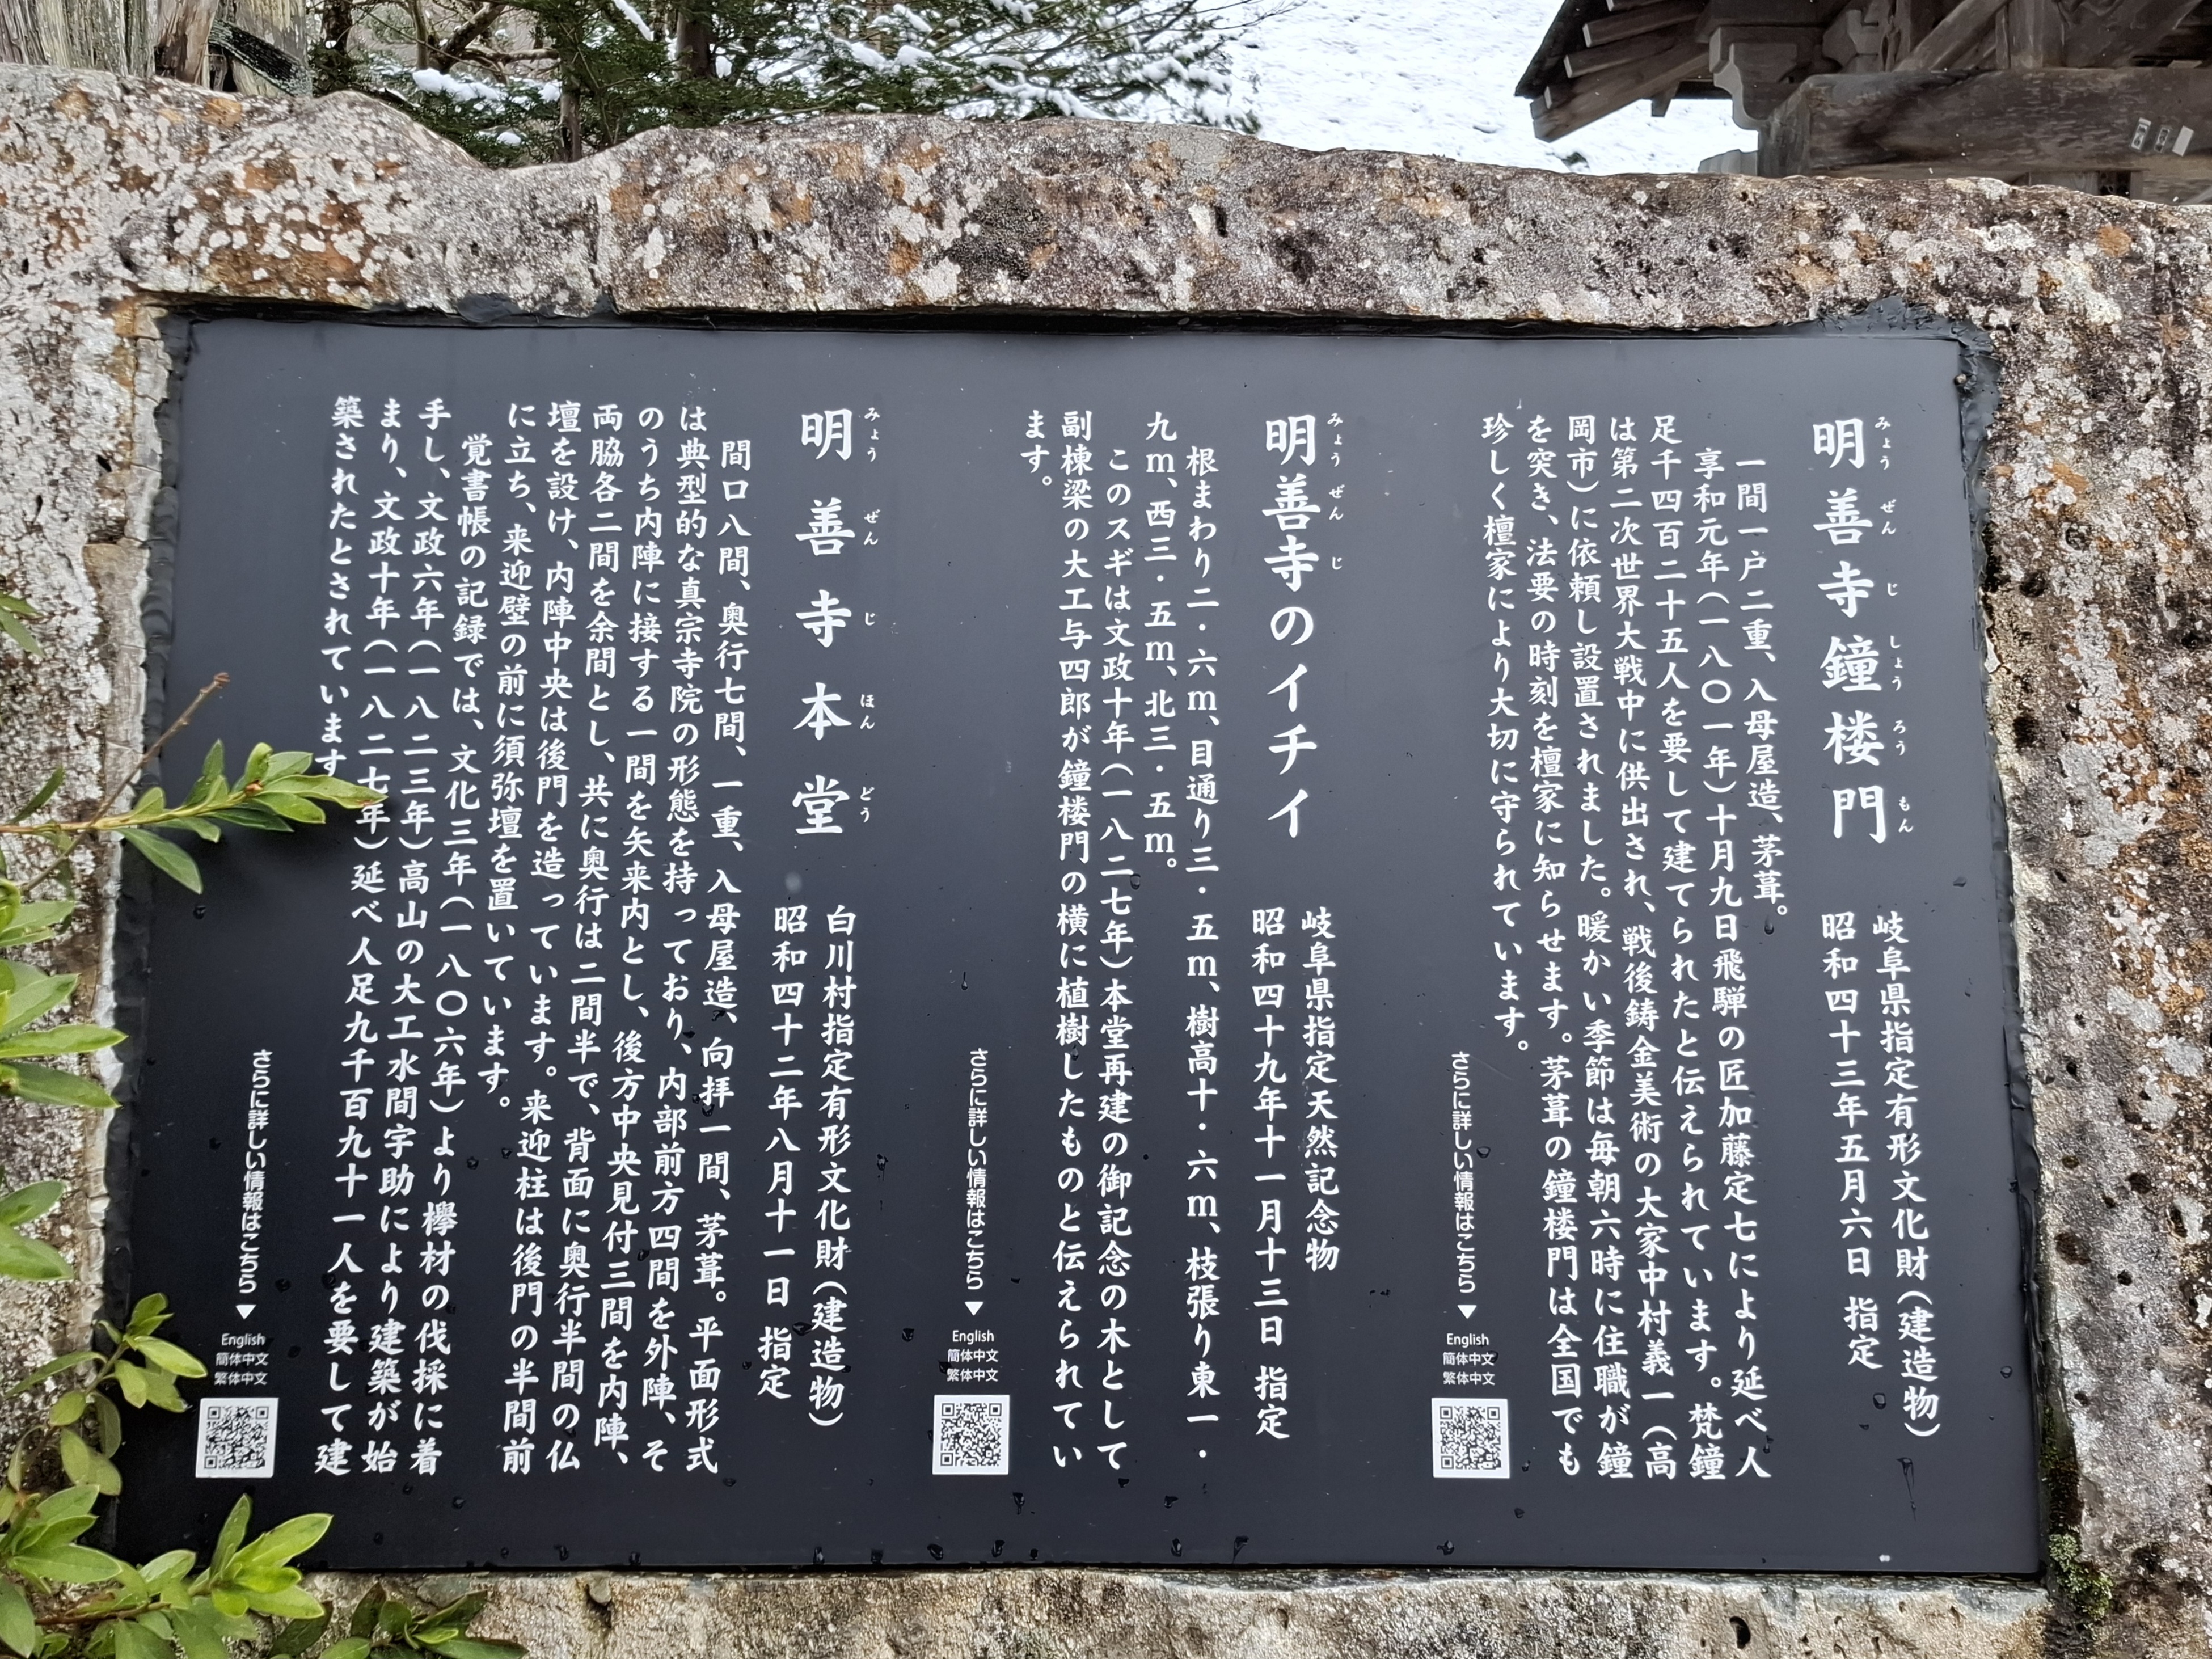 明善寺鐘楼門
みょうぜんじしょうろうもん
岐阜県指定有形文化財(建造物)
昭和四十三年五月六日 指定
一間一戸二重、入母屋造、茅葺。
享和元年(一八〇一年)十月九日飛騨の匠加藤定七により延べ人
足千四百二十五人を要して建てられたと伝えられています。梵鐘
は第二次世界大戦中に供出され、戦後鋳金美術の大家中村義一(高
岡市)に依頼し設置されました。暖かい季節は毎朝六時に住職が鐘
を突き、法要の時刻を檀家に知らせます。茅葺の鐘楼門は全国でも
珍しく檀家により大切に守られています。
さらに詳しい情報はこちら▼
English
簡体中文
繁体中文
明善寺のイチイ
みょうぜんじ
岐阜県指定天然記念物
昭和四十九年十一月十三日 指定
根まわり二・六m、目通り三・五m、樹高十・六m、枝張り東一・
九m、西三・五m、北三・五m。
このスギは文政十年(一八二七年)本堂再建の御記念の木として
副棟梁の大工与四郎が鐘楼門の横に植樹したものと伝えられてい
ます。
さらに詳しい情報はこちら▼
English
簡体中文
繁体中文
明善寺本堂
みょうぜんじほんどう
白川村指定有形文化財(建造物)
昭和四十二年八月十一日 指定
間口八間、奥行七間、一重、入母屋造、向拝一間、茅葺。平面形式
は典型的な真宗寺院の形態を持っており、内部前方四間を外陣、そ
のうち内陣に接する一間を矢来内とし、後方中央見付三間を内陣、
両脇各二間を余間とし、共に奥行は二間半で、背面に奥行半間の仏
壇を設け、内陣中央は後門を造っています。来迎柱は後門の半間前
に立ち、来迎壁の前に須弥壇を置いています。
覚書帳の記録では、文化三年(一八〇六年)より欅材の伐採に着
手し、文政六年(一八二三年)高山の大工水間宇助により建築が始
まり、文政十年(一八二七年)延べ人足九千百九十一人を要して建
築されたとされています
さらに詳しい情報はこちら▼
English
簡体中文
繁体中文